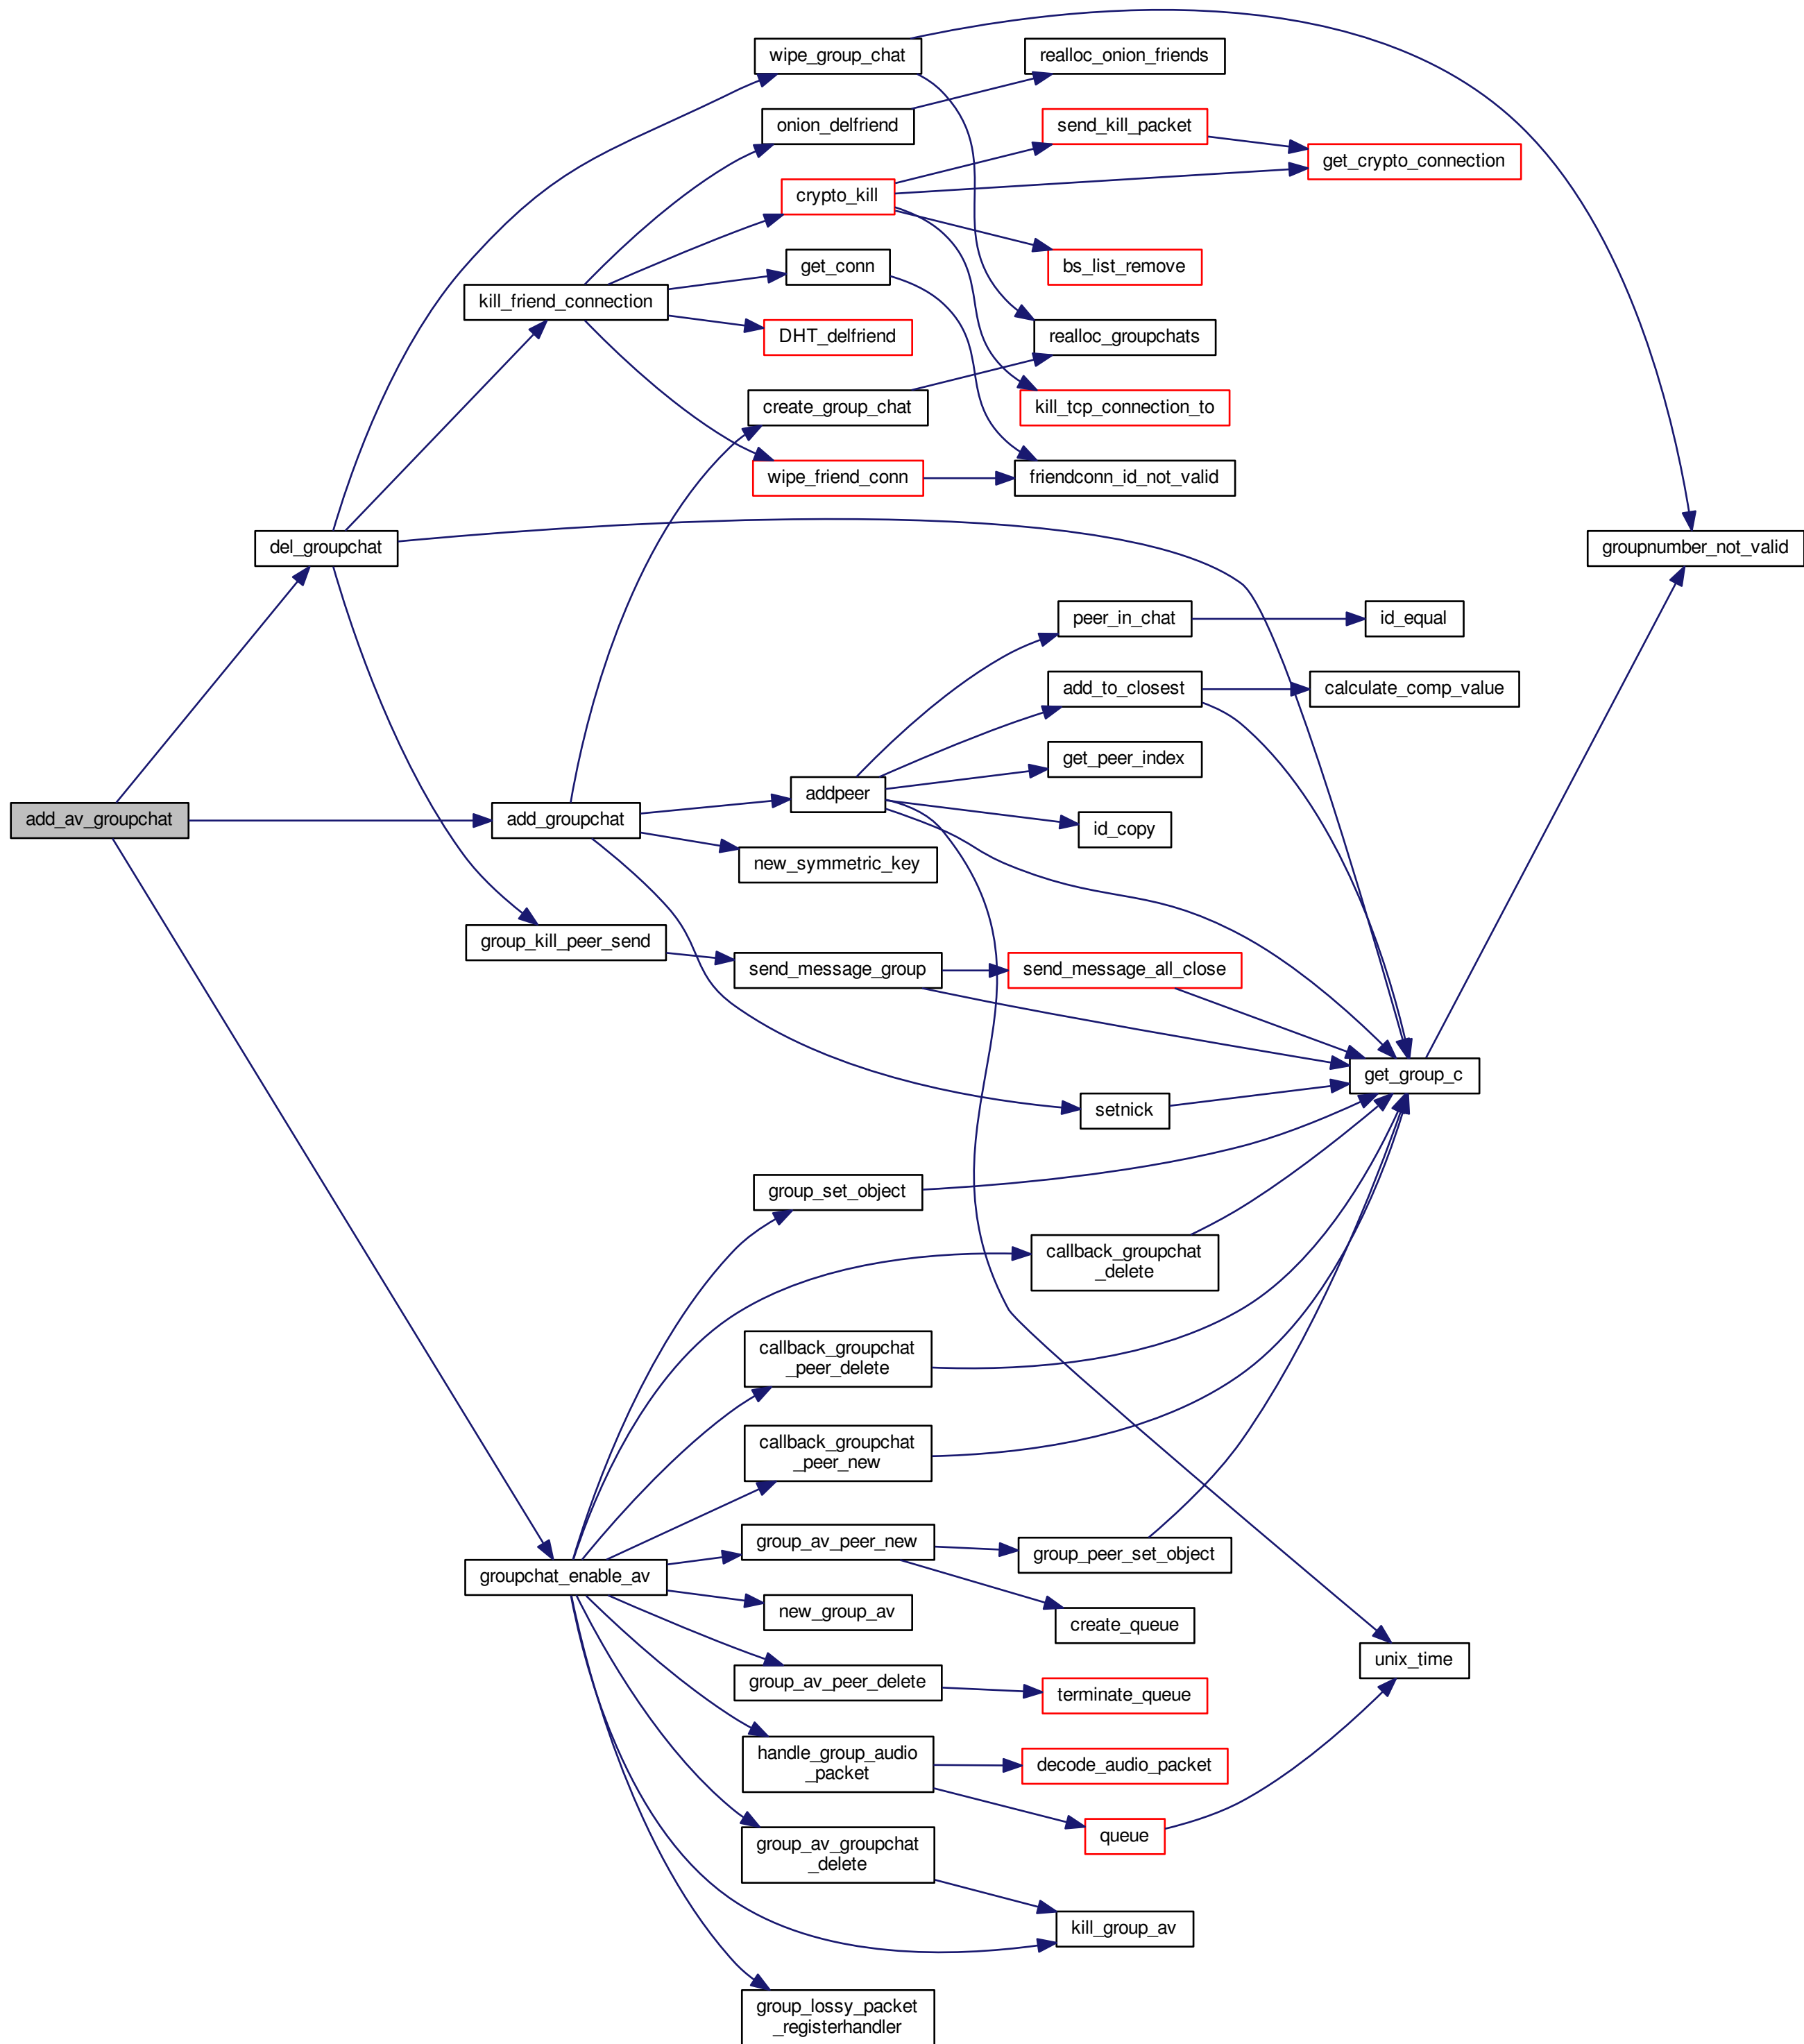 wipe_group_chat
realloc_onion_friends
onion_delfriend
send_kill_packet
get_crypto_connection
crypto_kill
get_conn
bs_list_remove
kill_friend_connection
DHT_delfriend
realloc_groupchats
create_group_chat
kill_tcp_connection_to
wipe_friend_conn
friendconn_id_not_valid
del_groupchat
groupnumber_not_valid
peer_in_chat
id_equal
add_to_closest
calculate_comp_value
get_peer_index
addpeer
add_av_groupchat
add_groupchat
id_copy
new_symmetric_key
group_kill_peer_send
send_message_group
send_message_all_close
get_group_c
setnick
group_set_object
callback_groupchat
_delete
callback_groupchat
_peer_delete
callback_groupchat
_peer_new
group_av_peer_new
group_peer_set_object
groupchat_enable_av
new_group_av
create_queue
unix_time
group_av_peer_delete
terminate_queue
handle_group_audio
_packet
decode_audio_packet
queue
group_av_groupchat
_delete
kill_group_av
group_lossy_packet
_registerhandler